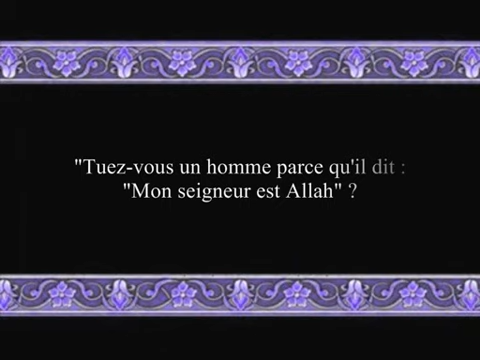 "Tuez-vous un homme parce qu'il dit :
"Mon seigneur est Allah" ?